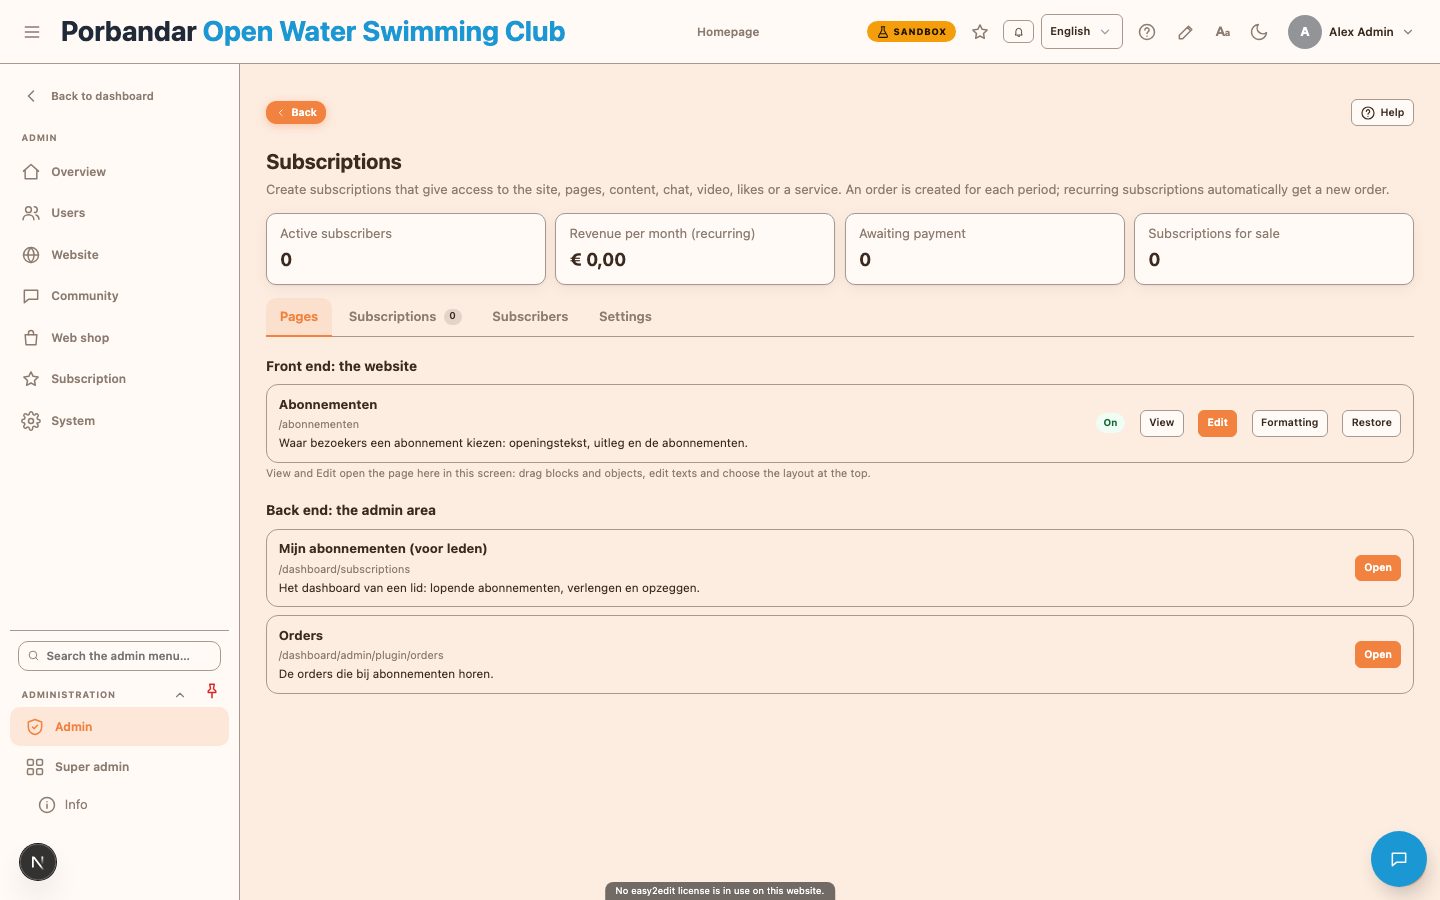 Porbandar Open Water Swimming Club
Homepage
SANDBOX
English
Aa
A
Alex Admin
Back to dashboard
ADMIN
Overview
Users
Website
Community
Web shop
Subscription
System
Search the admin menu...
ADMINISTRATION
Admin
Super admin
Info
N
Back
Help
Subscriptions
Create subscriptions that give access to the site, pages, content, chat, video, likes or a service. An order is created for each period; recurring subscriptions automatically get a new order.
Active subscribers
0
Revenue per month (recurring)
€ 0,00
Awaiting payment
0
Subscriptions for sale
0
Pages
Subscriptions 0
Subscribers
Settings
Front end: the website
Abonnementen
/abonnementen
Waar bezoekers een abonnement kiezen: openingstekst, uitleg en de abonnementen.
On
View
Edit
Formatting
Restore
View and Edit open the page here in this screen: drag blocks and objects, edit texts and choose the layout at the top.
Back end: the admin area
Mijn abonnementen (voor leden)
/dashboard/subscriptions
Het dashboard van een lid: lopende abonnementen, verlengen en opzeggen.
Open
Orders
/dashboard/admin/plugin/orders
De orders die bij abonnementen horen.
Open
No easy2edit license is in use on this website.